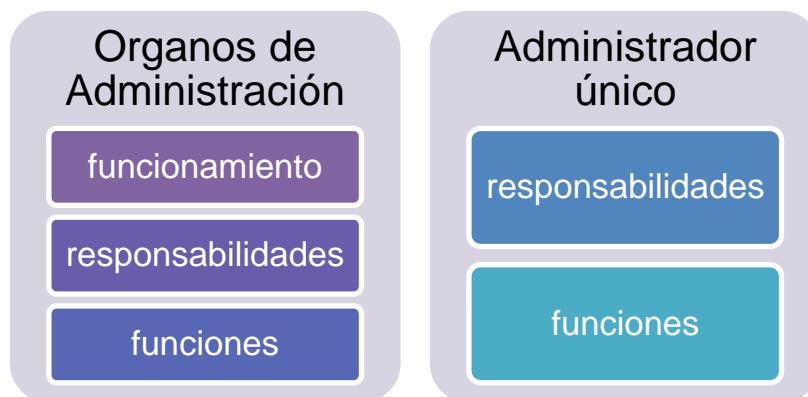 Organos de
Administración
funcionamiento
responsabilidades
funciones
Administrador
único
responsabilidades
funciones